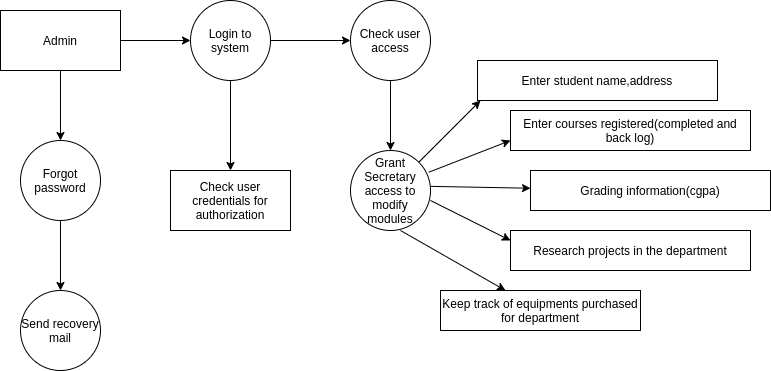 Admin
Login to
system
Check user
access
Enter student name,address
Enter courses registered(completed and
back log)
Forgot
password
Check user
credentials for
authorization
Grant
Secretary
access to
modify
modules
Grading information(cgpa)
Research projects in the department
Send recovery
mail
Keep track of equipments purchased
for department